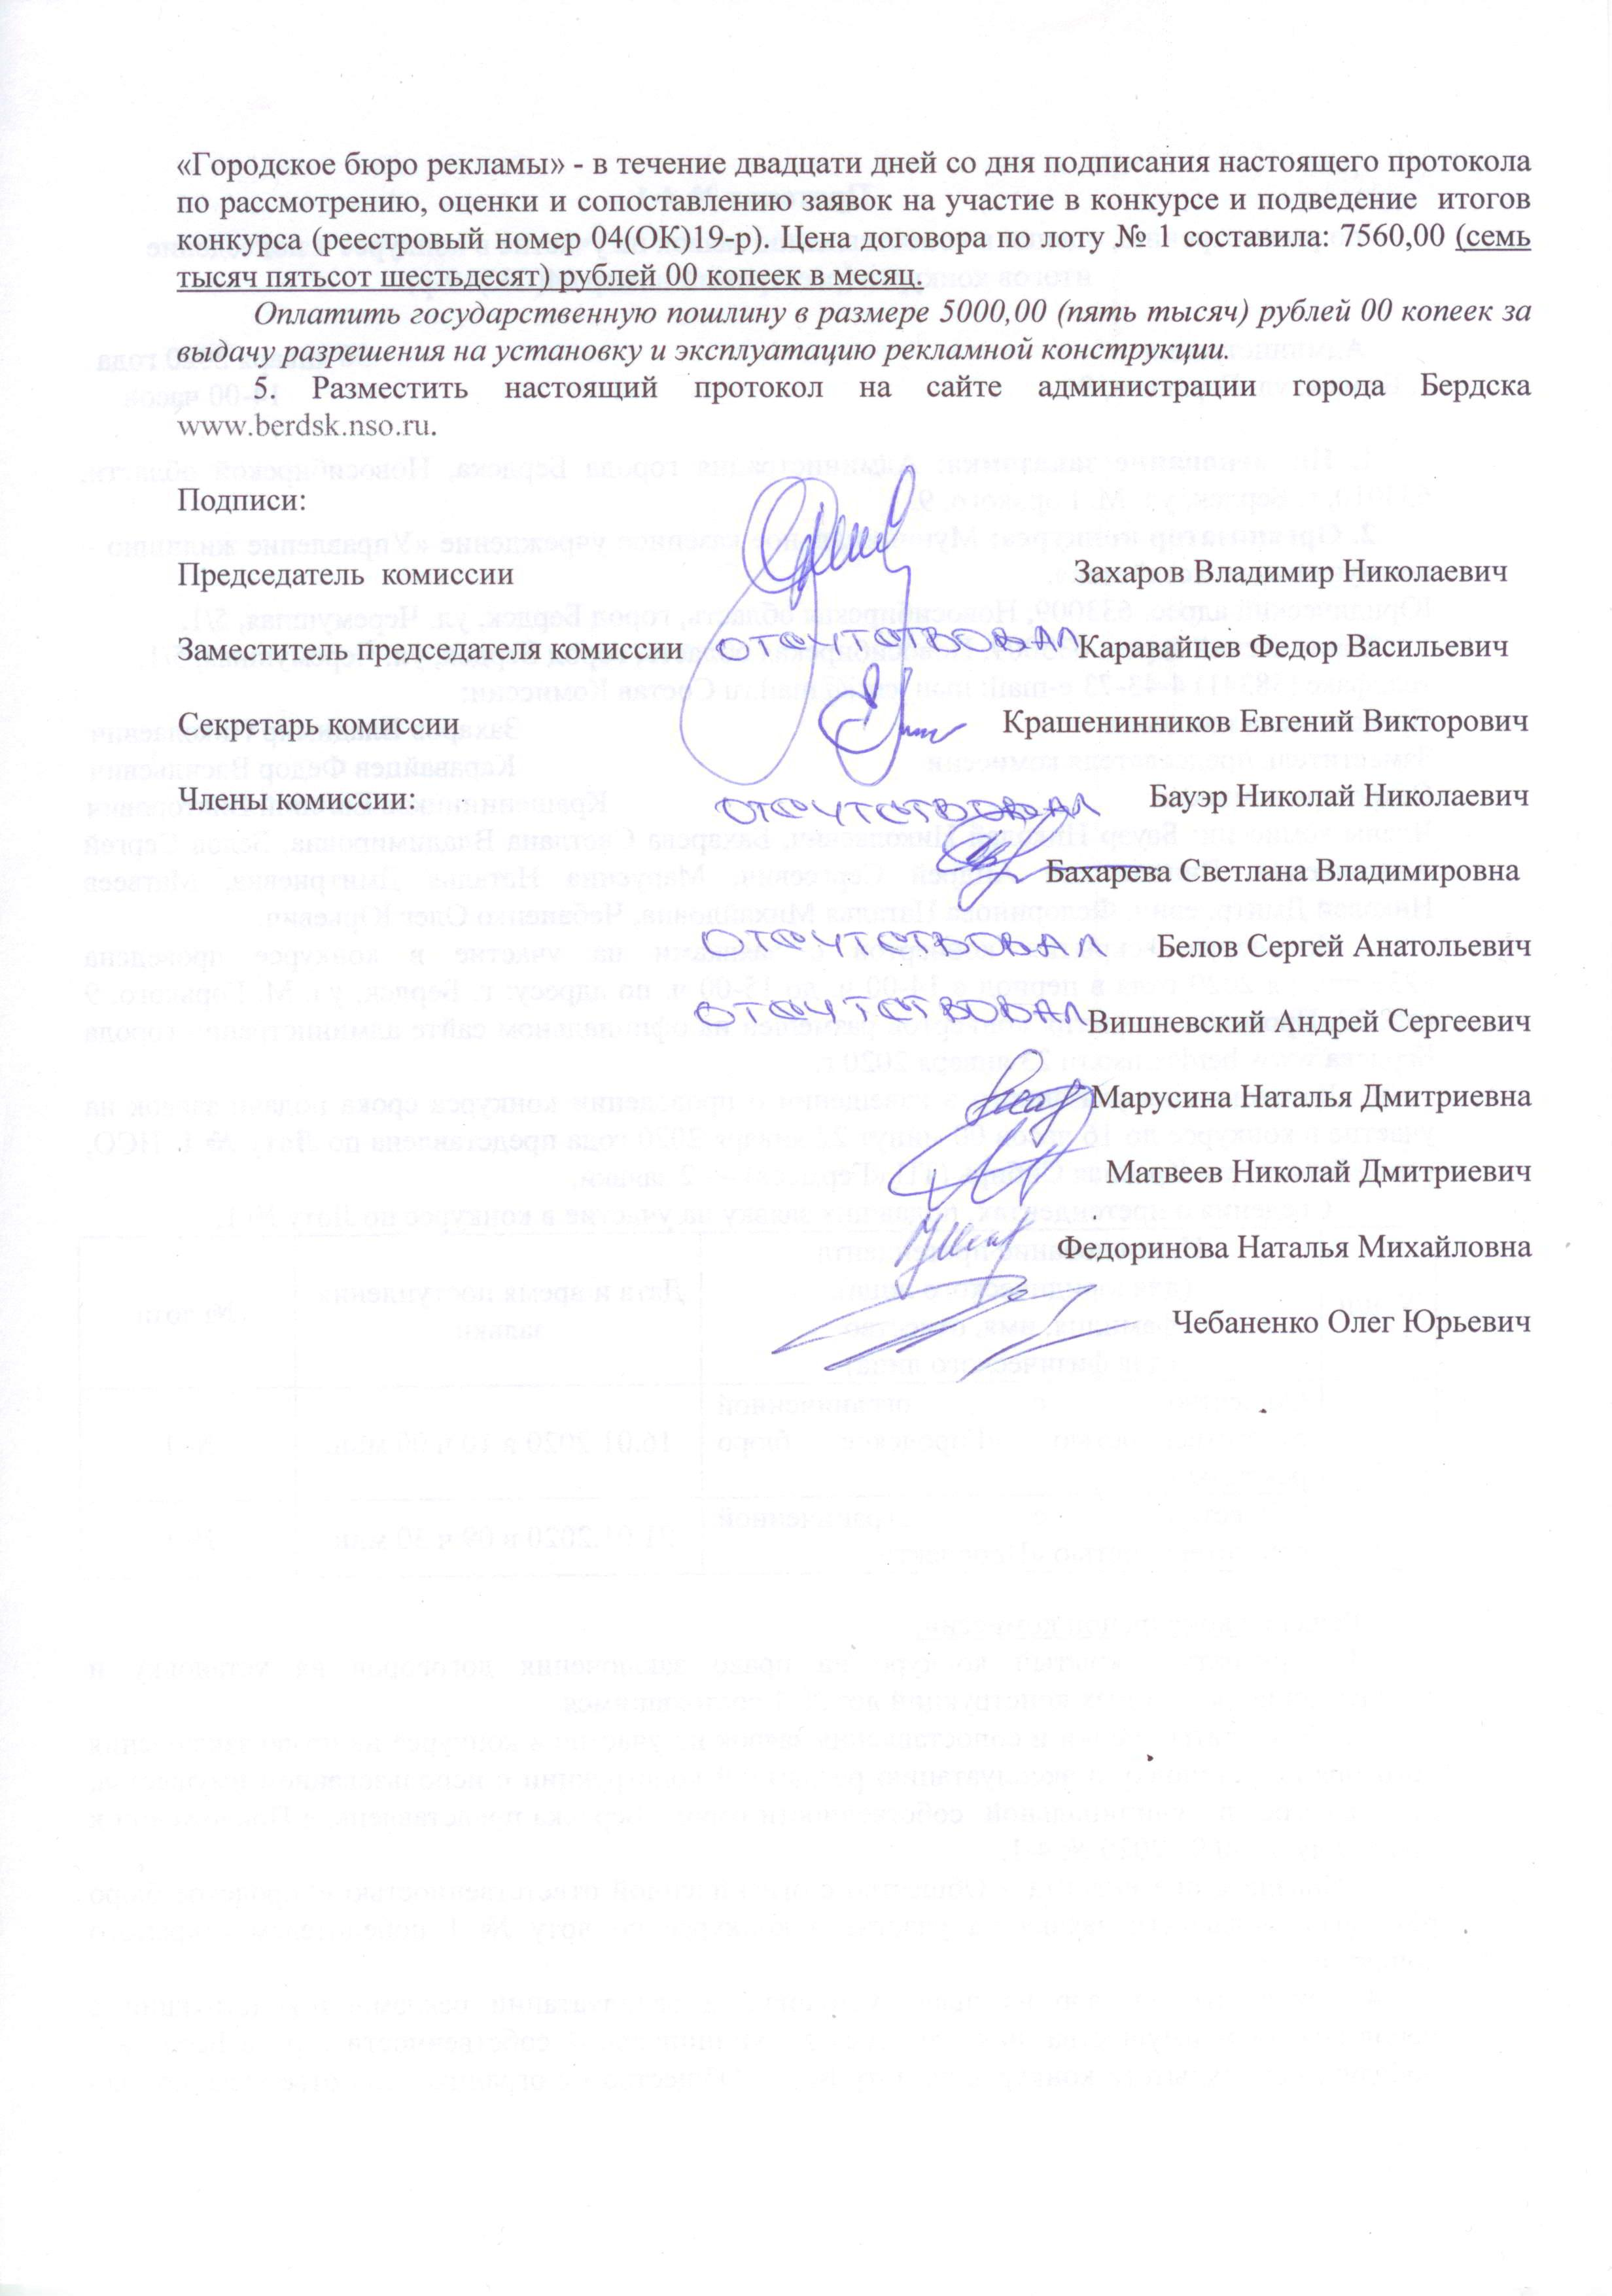 «Городское бюро рекламы» - в течение двадцати дней со дня подписания настоящего протокола
по рассмотрению, оценки и сопоставлению заявок на участие в конкурсе и подведение итогов
конкурса (реестровый номер 04(ОК)19-р). Цена договора по лоту № 1 составила: 7560,00 (семь
тысяч пятьсот шестьдесят) рублей 00 копеек в месяц.
Оплатить государственную пошлину в размере 5000,00 (пять тысяч) рублей 00 копеек за
выдачу разрешения на установку и эксплуатацию рекламной конструкции.
5. Разместить настоящий протокол на сайте администрации города Бердска
www.berdsk.nso.ru.
Подписи:
Председатель комиссии Захаров Владимир Николаевич
Заместитель председателя комиссии отсутствовал Каравайцев Федор Васильевич
Секретарь комиссии Крашенинников Евгений Викторович
Члены комиссии: отсутствовал Бауэр Николай Николаевич
Бахарева Светлана Владимировна
отсутствовал Белов Сергей Анатольевич
отсутствовал Вишневский Андрей Сергеевич
Марусина Наталья Дмитриевна
Матвеев Николай Дмитриевич
Федоринова Наталья Михайловна
Чебаненко Олег Юрьевич